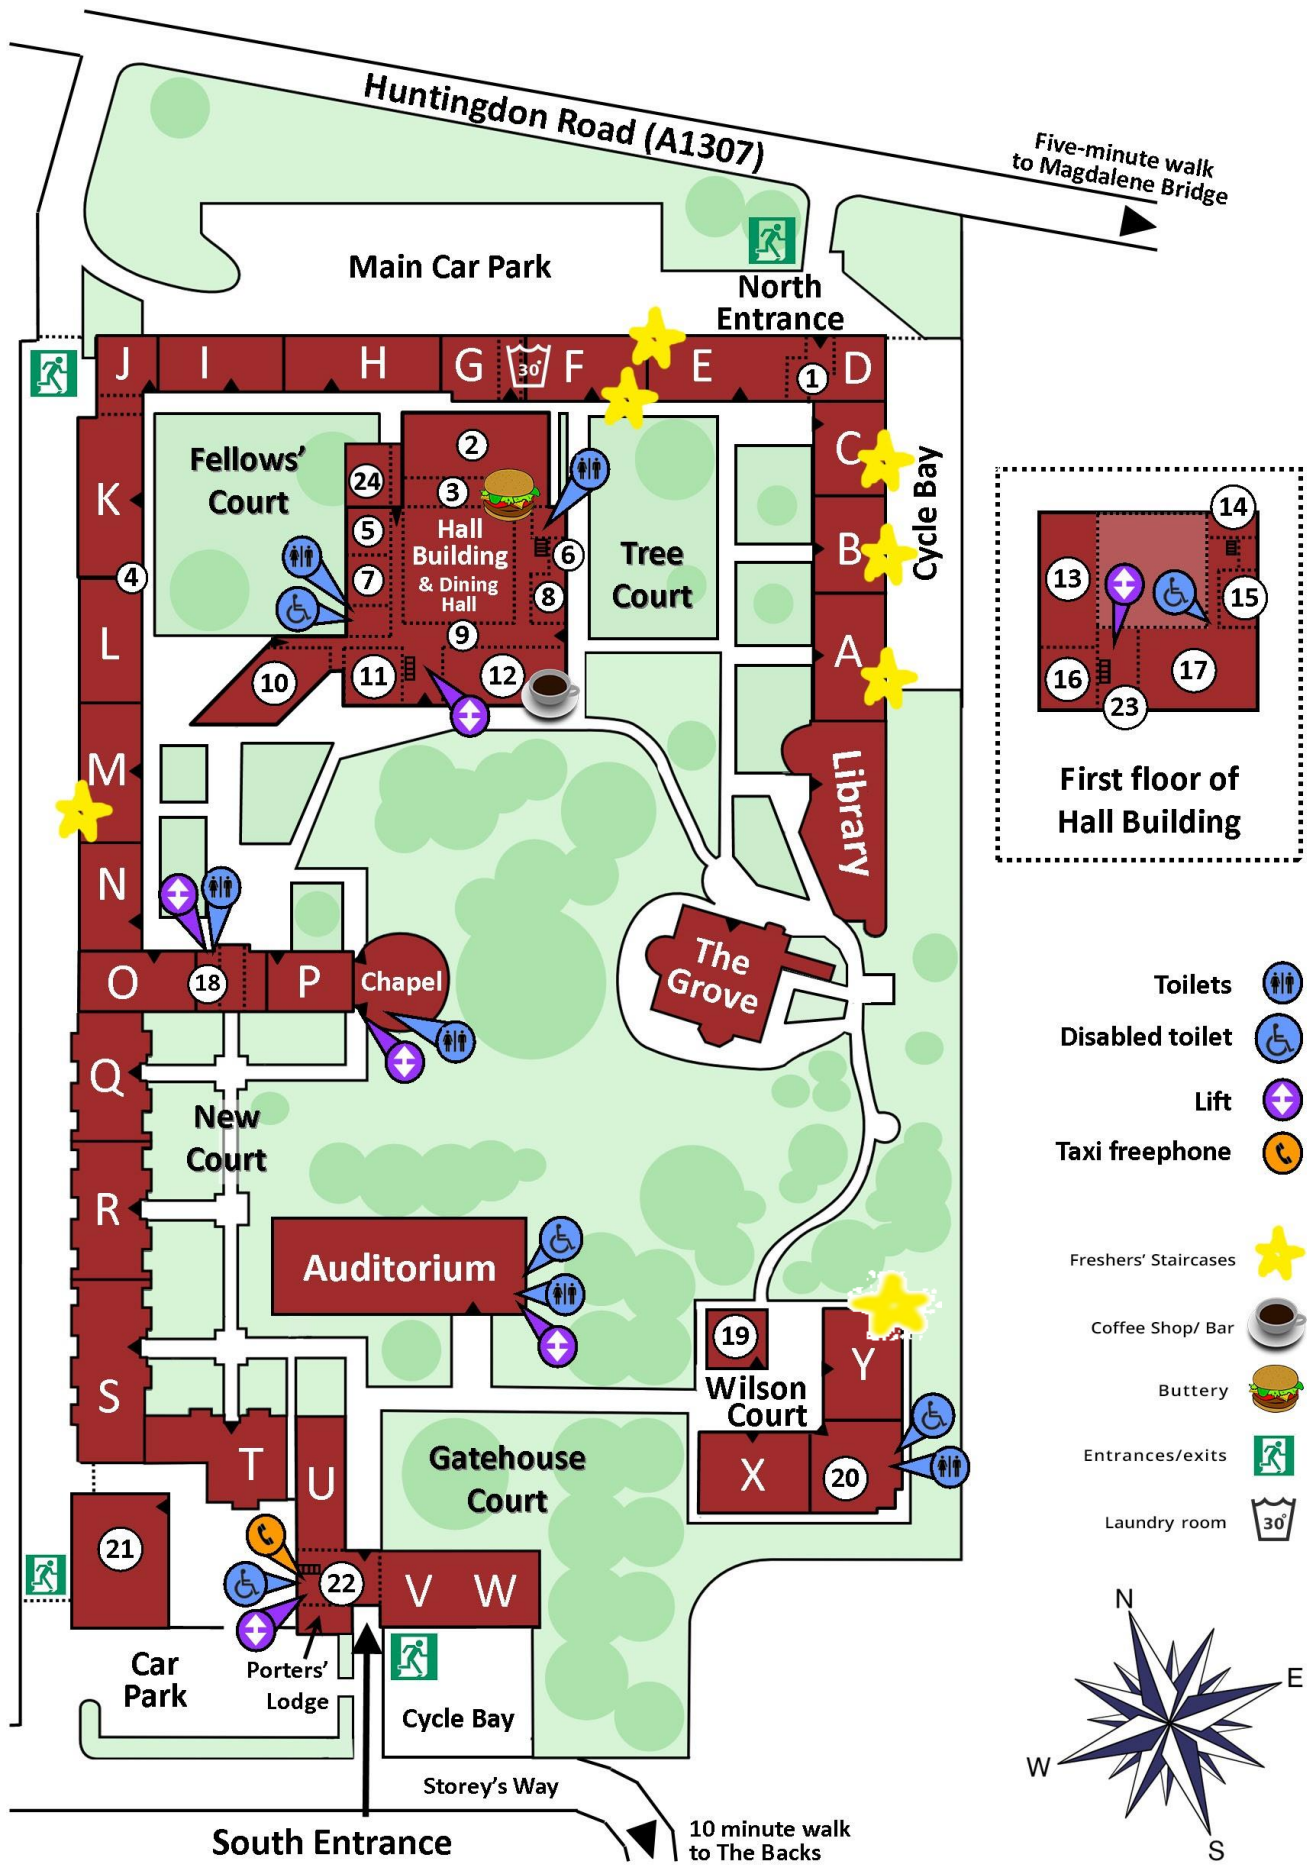 Huntingdon Road (A1307)
Five-minute walk
to Magdalene Bridge
Main Car Park
North
Entrance
J
I
H
G
30°
F
E
1
D
Fellows'
Court
24
2
3
C
Cycle Bay
K
5
Hall
Building
& Dining
Hall
6
Tree
Court
B
4
7
8
9
L
10
11
12
A
14
13
15
16
17
23
First floor of
Hall Building
M
Library
N
O
18
P
Chapel
The
Grove
Toilets
Disabled toilet
Lift
Taxi freephone
Q
New
Court
R
Auditorium
Freshers' Staircases
Coffee Shop/ Bar
Buttery
Entrances/exits
Laundry room
30°
19
Wilson
Court
Y
S
T
U
Gatehouse
Court
X
20
21
22
V
W
Car
Park
Porters'
Lodge
Cycle Bay
Storey's Way
South Entrance
10 minute walk
to The Backs
N
E
W
S